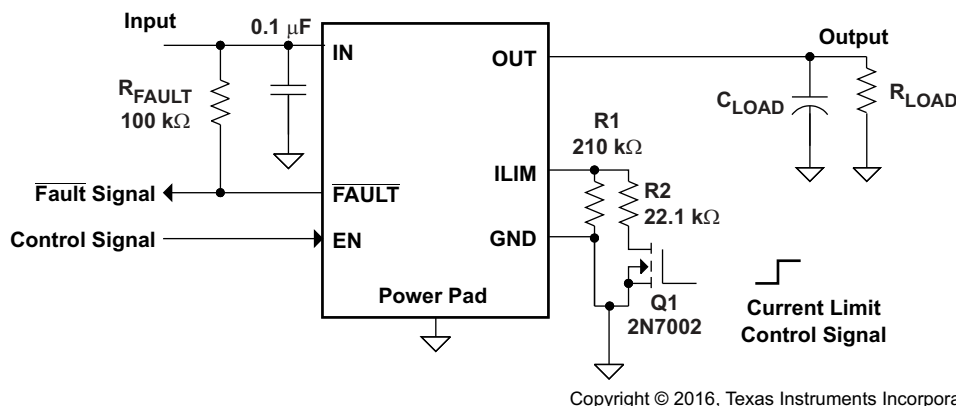 Input
0.1 μF
IN
OUT
Output
R_FAULT
100 kΩ
C_LOAD
R_LOAD
R1
210 kΩ
ILIM
R2
22.1 kΩ
Fault Signal
FAULT
Control Signal
EN
GND
Power Pad
Q1
2N7002
Current Limit
Control Signal
Copyright © 2016, Texas Instruments Incorpora